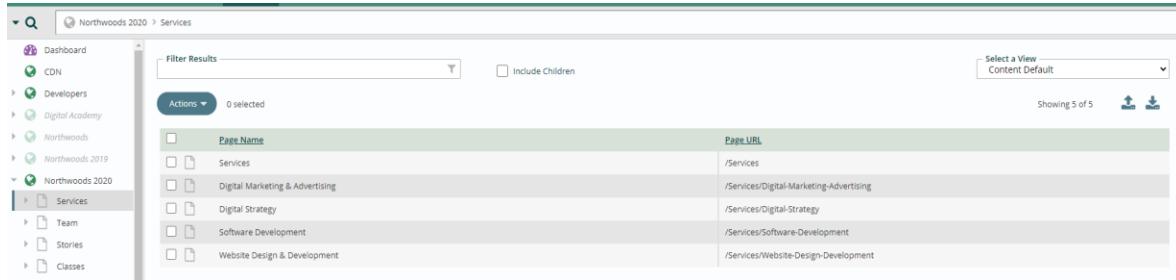 Northwoods 2020 > Services
Dashboard
CDN
Developers
Digital Academy
Northwoods
Northwoods 2019
Northwoods 2020
Services
Team
Stories
Classes
Filter Results
Include Children
Select a View
Content Default
Actions
0 selected
Showing 5 of 5
Page Name Page URL
Services /Services
Digital Marketing & Advertising /Services/Digital-Marketing-Advertising
Digital Strategy /Services/Digital-Strategy
Software Development /Services/Software-Development
Website Design & Development /Services/Website-Design-Development